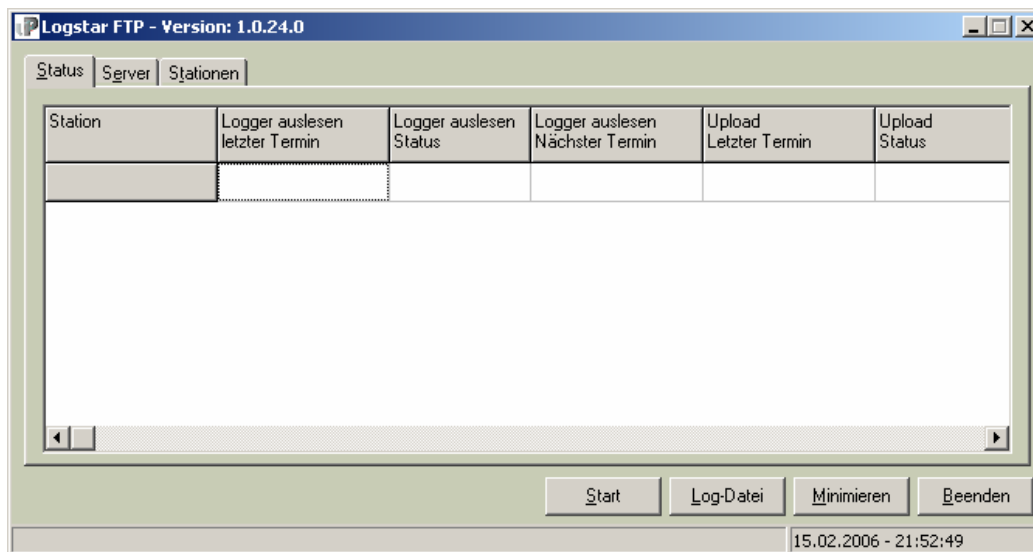 Logstar FTP - Version: 1.0.24.0
Status Server Stationen
Station Logger auslesen letzter Termin Logger auslesen Status Logger auslesen Nächster Termin Upload Letzter Termin Upload Status
Start Log-Datei Minimieren Beenden
15.02.2006 - 21:52:49